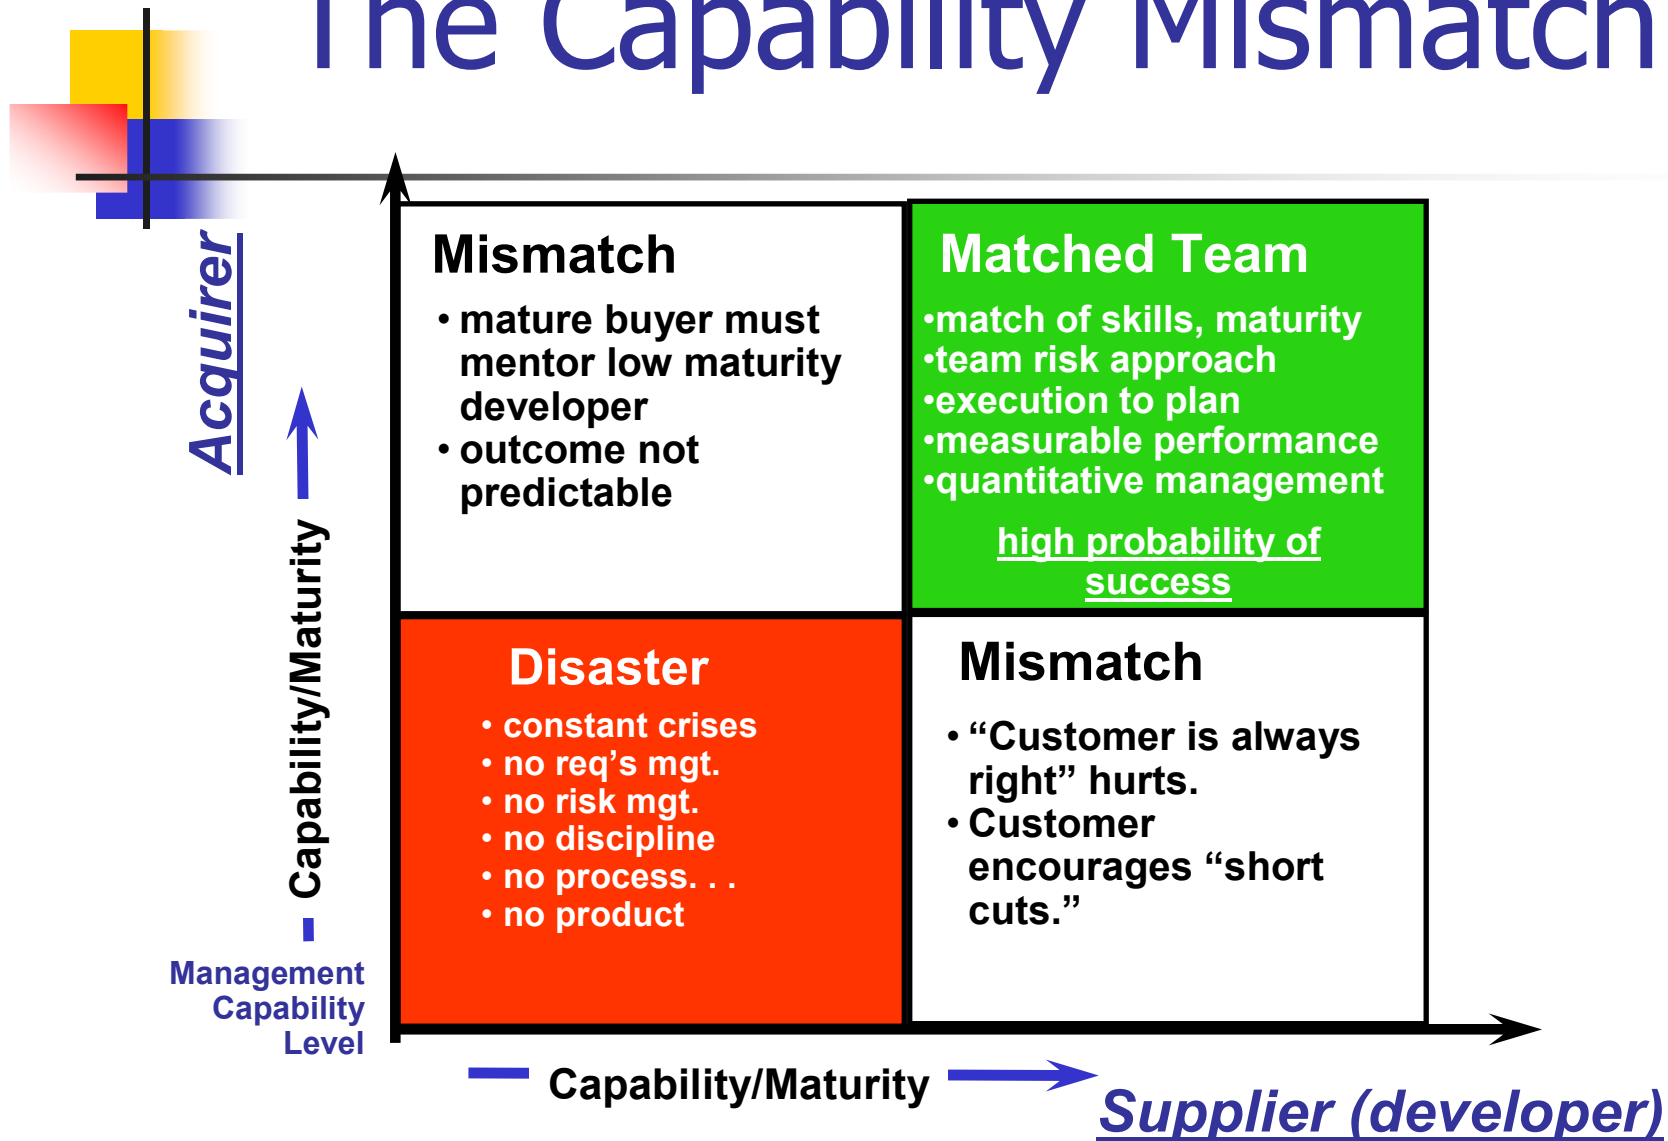 The Capability Mismatch
Acquirer
Capability/Maturity
Management
Capability
Level
Mismatch
• mature buyer must
mentor low maturity
developer
• outcome not
predictable
Matched Team
•match of skills, maturity
•team risk approach
•execution to plan
•measurable performance
•quantitative management
high probability of
success
Disaster
• constant crises
• no req’s mgt.
• no risk mgt.
• no discipline
• no process. . .
• no product
Mismatch
• “Customer is always
right” hurts.
• Customer
encourages “short
cuts.”
Capability/Maturity
Supplier (developer)